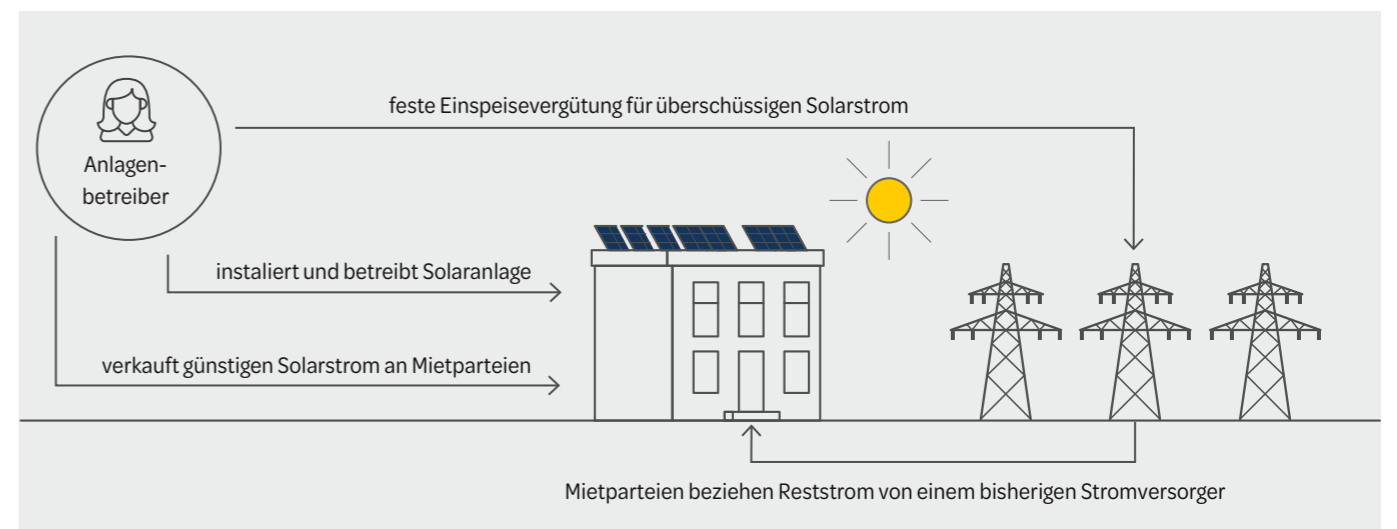 feste Einspeisevergütung für überschüssigen Solarstrom
Anlagen-
betreiber
instaliert und betreibt Solaranlage
verkauft günstigen Solarstrom an Mietparteien
Mietparteien beziehen Reststrom von einem bisherigen Stromversorger